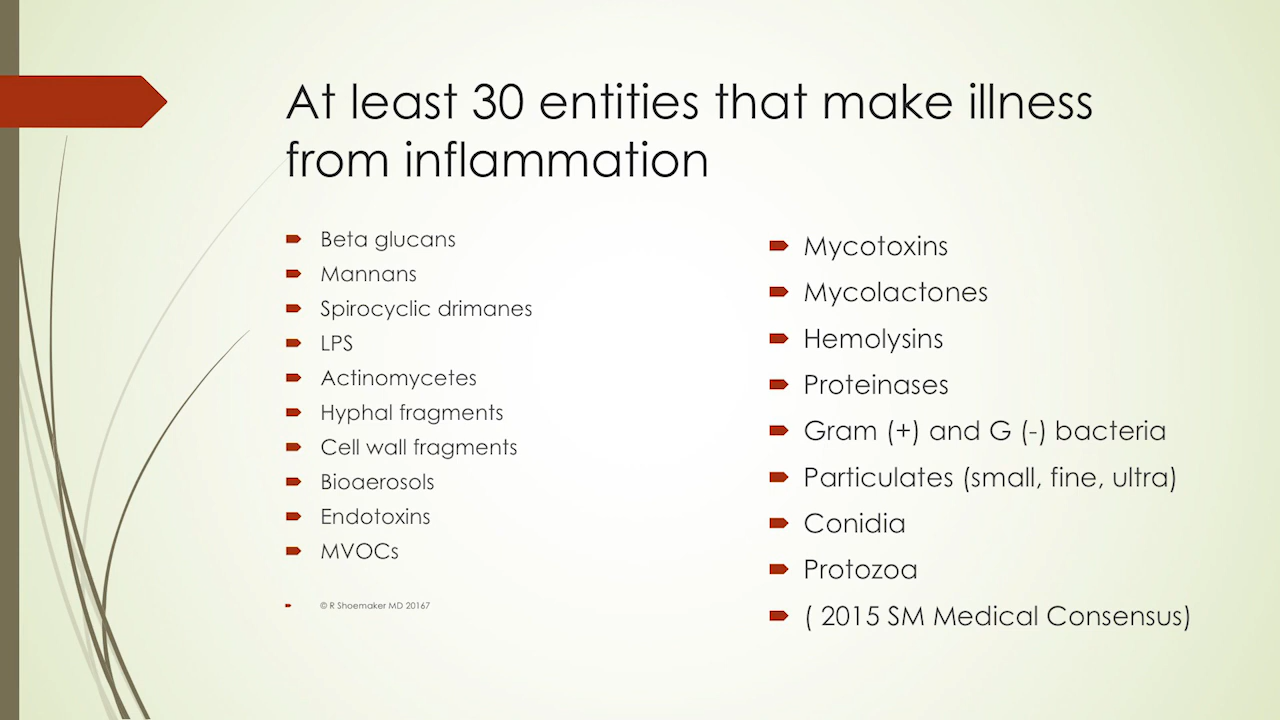 At least 30 entities that make illness
from inflammation
Beta glucans
Mannans
Spirocyclic drimanes
LPS
Actinomycetes
Hyphal fragments
Cell wall fragments
Bioaerosols
Endotoxins
MVOCs
© R Shoemaker MD 20167
Mycotoxins
Mycolactones
Hemolysins
Proteinases
Gram (+) and G (-) bacteria
Particulates (small, fine, ultra)
Conidia
Protozoa
( 2015 SM Medical Consensus)